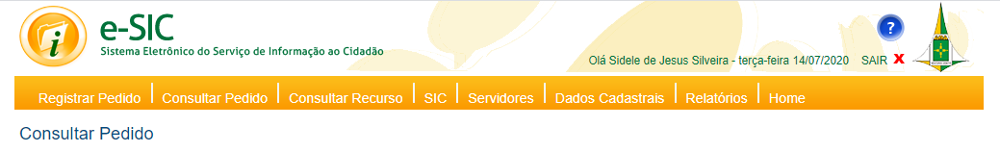 e-SIC
Sistema Eletrônico do Serviço de Informação ao Cidadão
?
Olá Sidele de Jesus Silveira - terça-feira 14/07/2020 SAIR X
Registrar Pedido Consultar Pedido Consultar Recurso SIC Servidores Dados Cadastrais Relatórios Home
Consultar Pedido